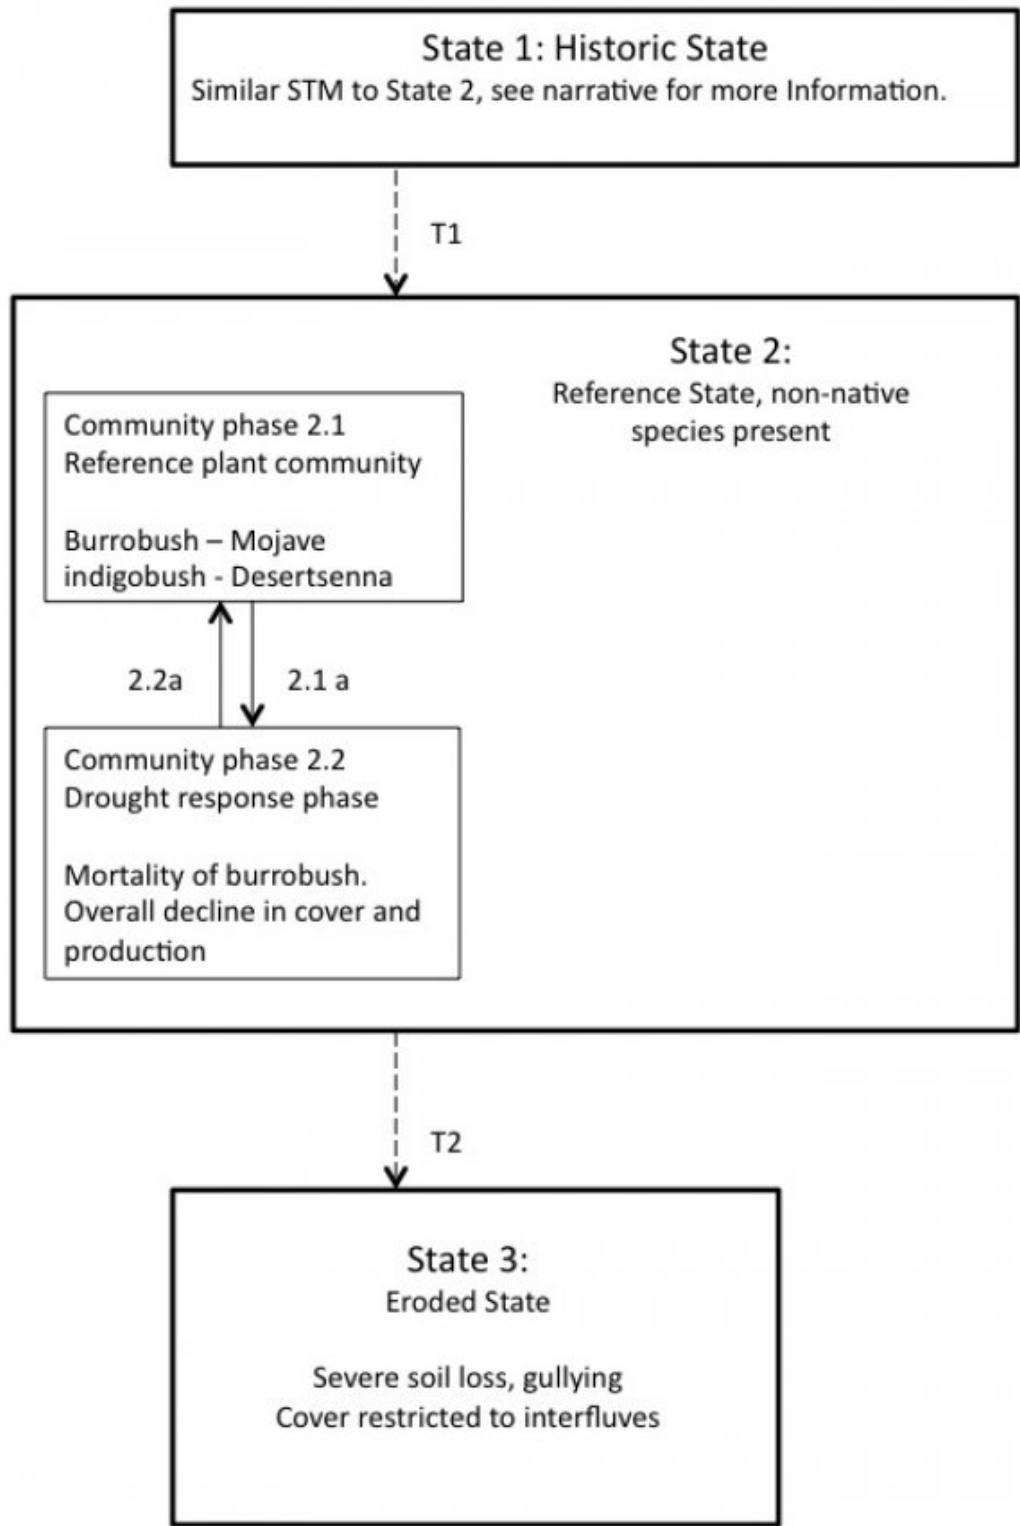 State 1: Historic State
Similar STM to State 2, see narrative for more Information.
T1
State 2:
Reference State, non-native
species present
Community phase 2.1
Reference plant community
Burrobush – Mojave
indigobush - Desertsenna
2.2a
2.1 a
Community phase 2.2
Drought response phase
Mortality of burrobush.
Overall decline in cover and
production
T2
State 3:
Eroded State
Severe soil loss, gullying
Cover restricted to interfluves